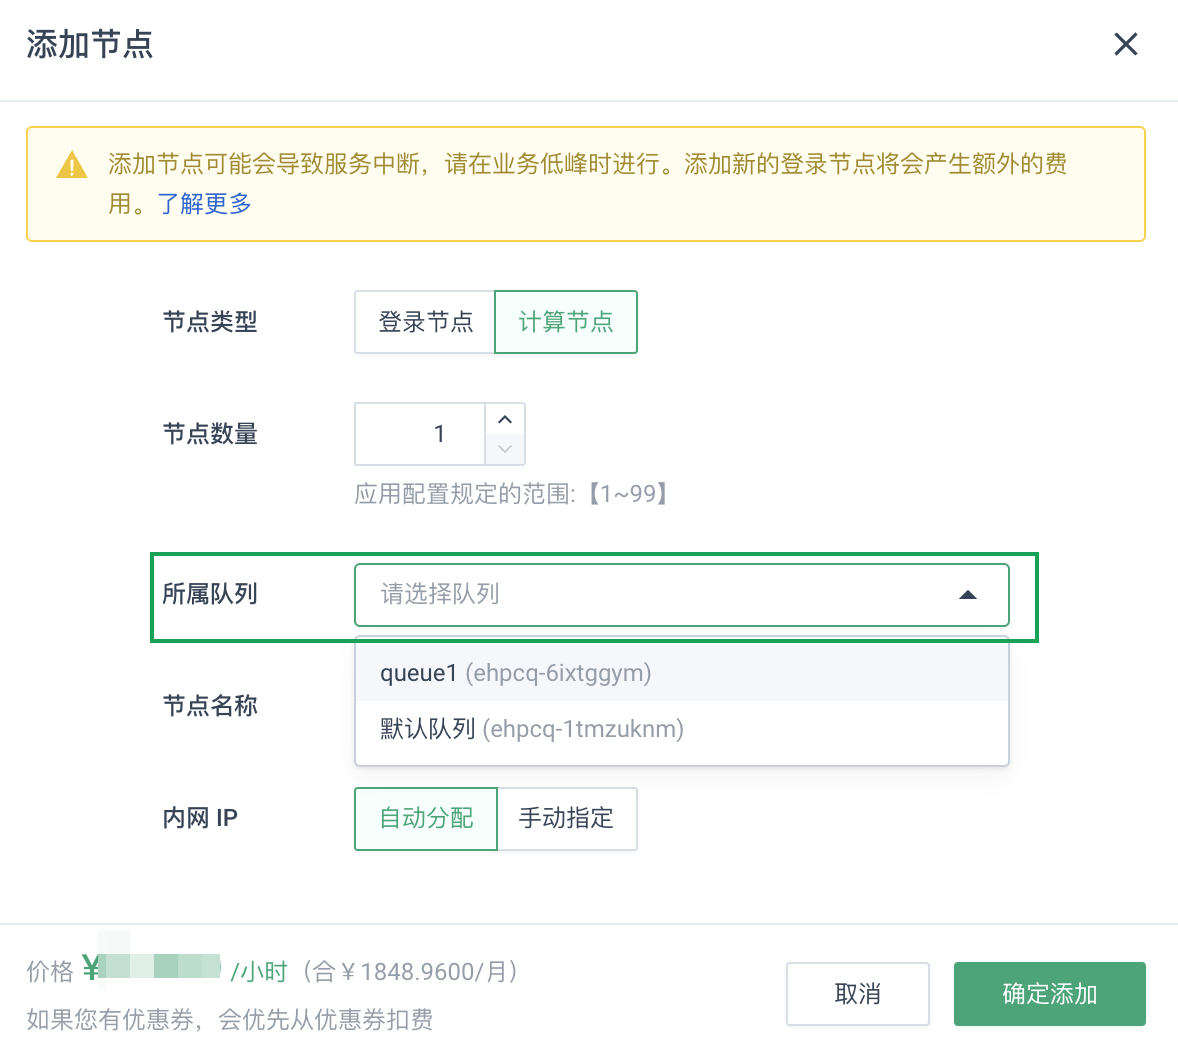 添加节点
添加节点可能会导致服务中断，请在业务低峰时进行。添加新的登录节点将会产生额外的费
用。了解更多
节点类型 登录节点 计算节点
节点数量 1
应用配置规定的范围:【1~99】
所属队列 请选择队列
queue1 (ehpcq-6ixtggym)
节点名称
默认队列 (ehpcq-1tmzuknm)
内网 IP 自动分配 手动指定
价格 ¥ /小时（合 ¥ 1848.9600/月）
如果您有优惠券，会优先从优惠券扣费
取消 确定添加